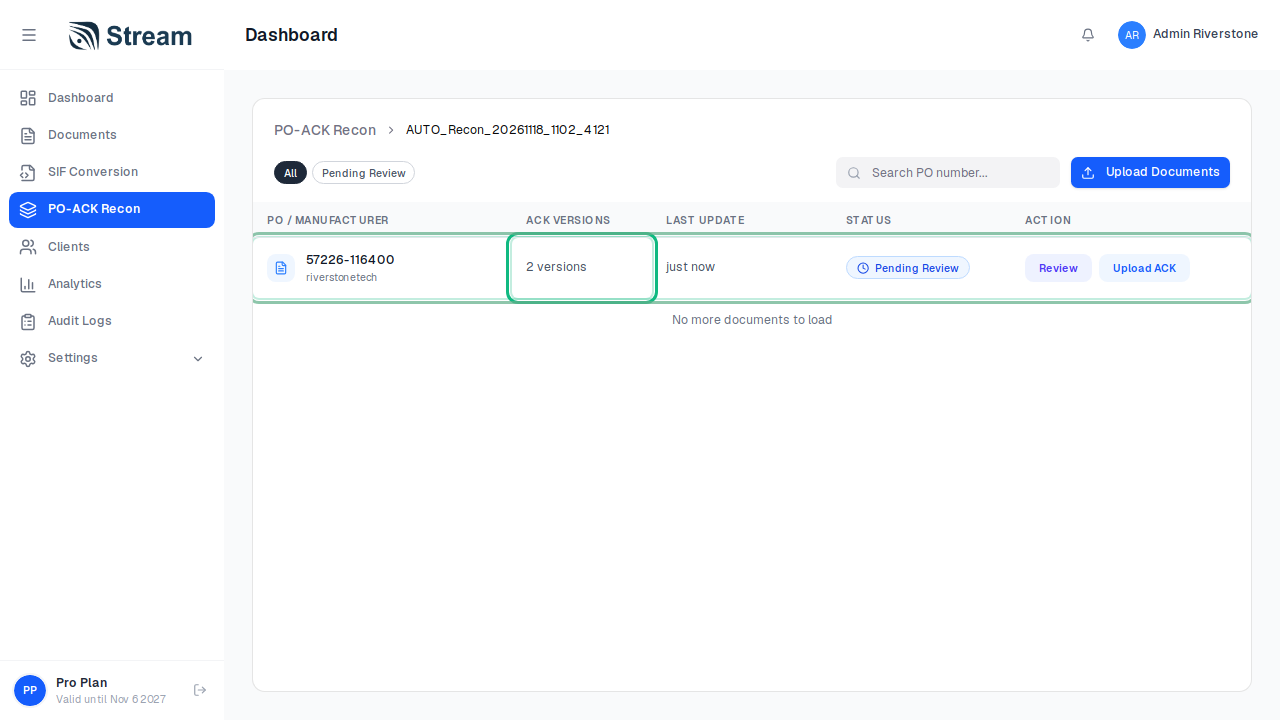 Stream
Dashboard
AR
Admin Riverstone
Dashboard
Documents
SIF Conversion
PO-ACK Recon
Clients
Analytics
Audit Logs
Settings
PO-ACK Recon
AUTO_Recon_20261118_1102_4121
All
Pending Review
Search PO number...
Upload Documents
PO / MANUFACTURER
ACK VERSIONS
LAST UPDATE
STATUS
ACTION
57226-116400
riverstonetech
2 versions
just now
Pending Review
Review
Upload ACK
No more documents to load
PP
Pro Plan
Valid until Nov 6 2027